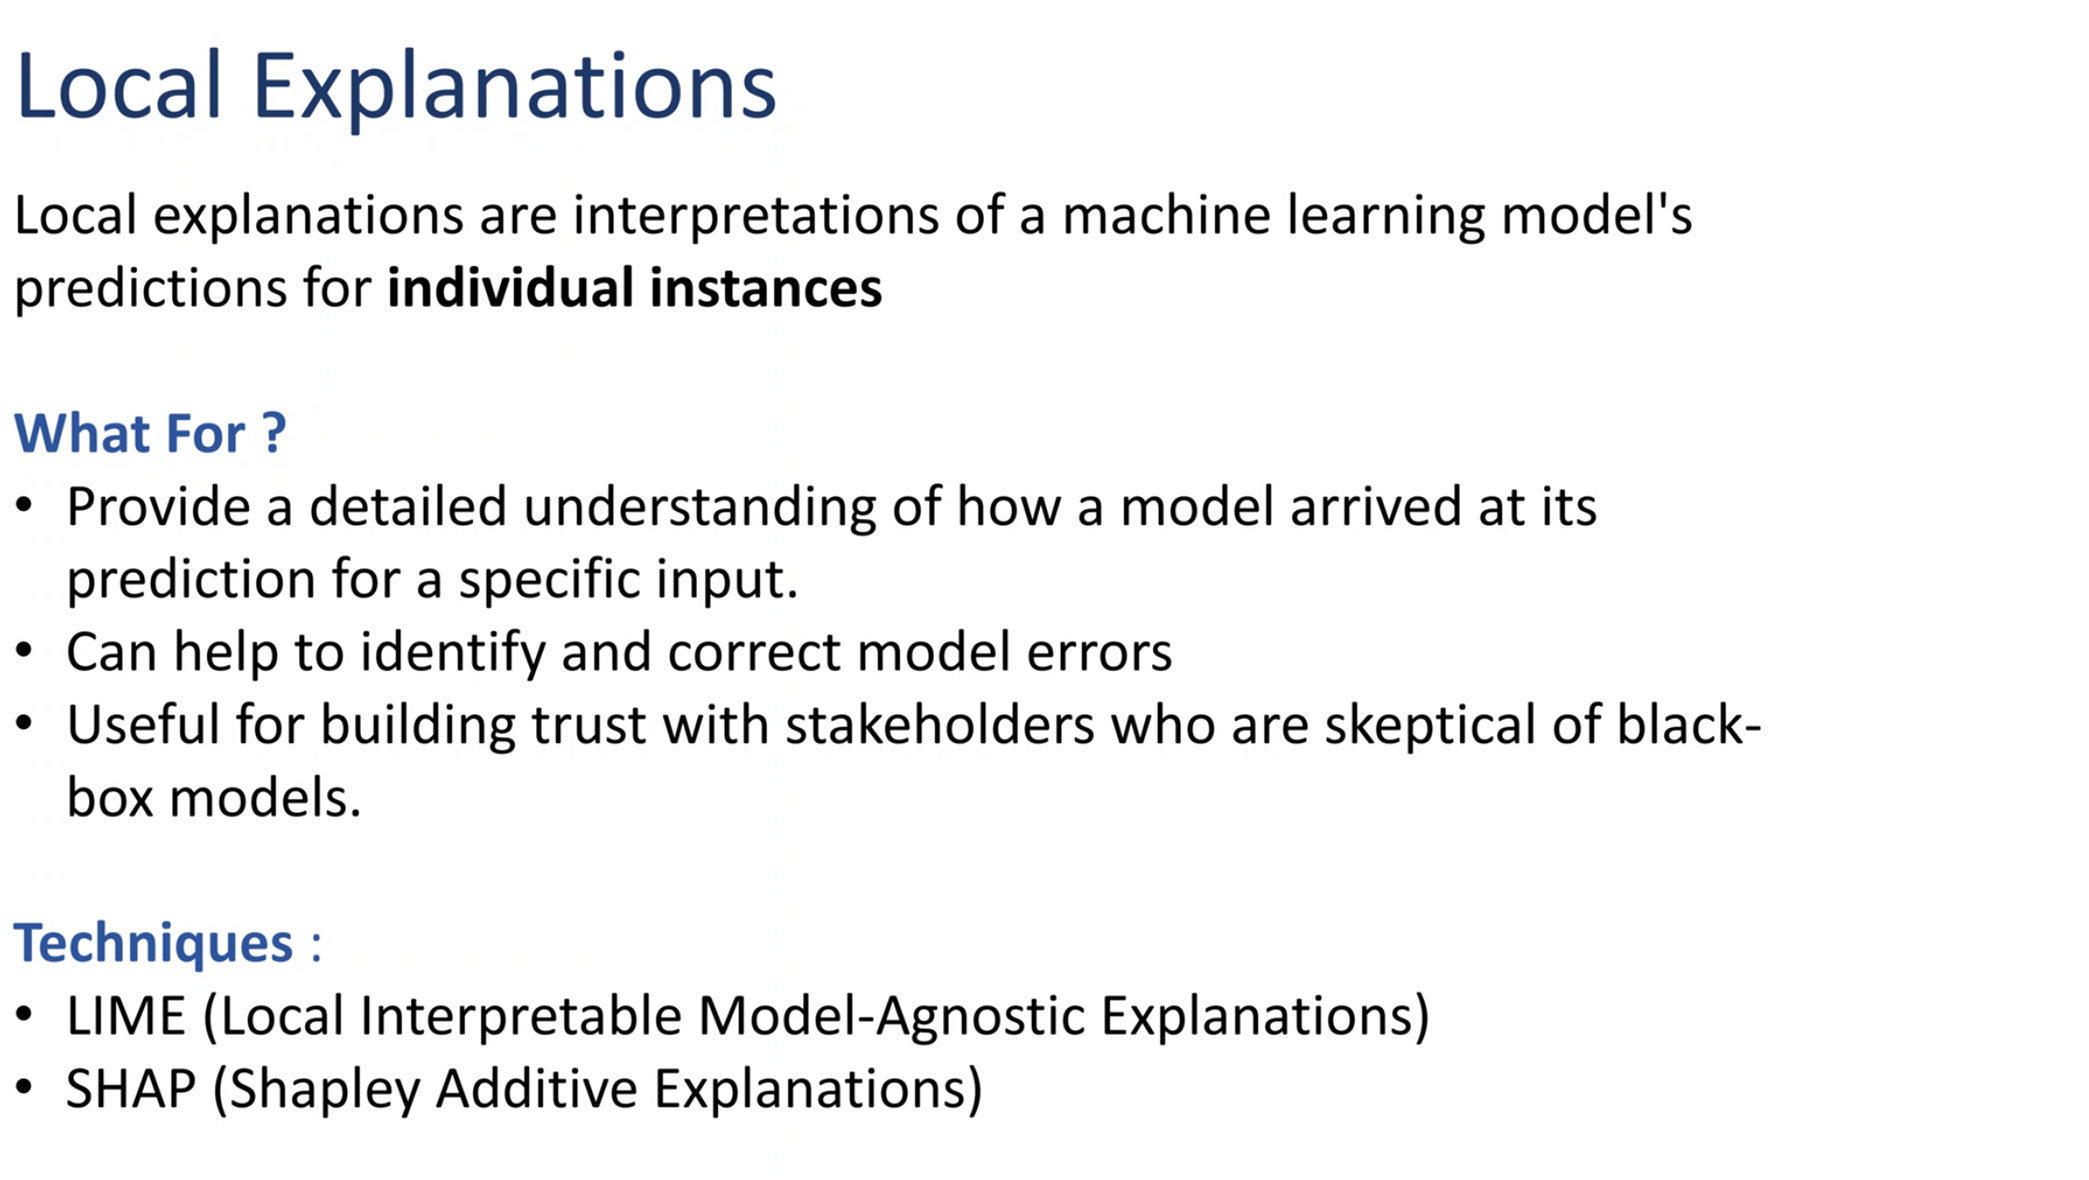 Local Explanations
Local explanations are interpretations of a machine learning model's
predictions for individual instances
What For ?
• Provide a detailed understanding of how a model arrived at its
prediction for a specific input.
• Can help to identify and correct model errors
• Useful for building trust with stakeholders who are skeptical of black-
box models.
Techniques :
• LIME (Local Interpretable Model-Agnostic Explanations)
• SHAP (Shapley Additive Explanations)